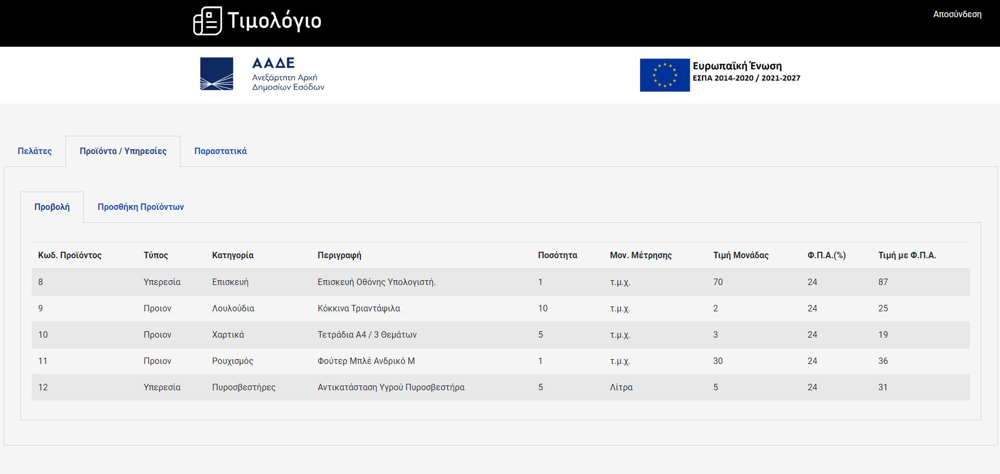 Τιμολόγιο
Αποσύνδεση
ΑΑΔΕ
Ανεξάρτητη Αρχή
Δημοσίων Εσόδων
Ευρωπαϊκή Ένωση
ΕΣΠΑ 2014-2020 / 2021-2027
Πελάτες Προϊόντα / Υπηρεσίες Παραστατικά
Προβολή Προσθήκη Προϊόντων
Κωδ. Προϊόντος Τύπος Κατηγορία Περιγραφή Ποσότητα Μον. Μέτρησης Τιμή Μονάδας Φ.Π.Α.(%) Τιμή με Φ.Π.Α.
8 Υπερεσία Επισκευή Επισκευή Οθόνης Υπολογιστή. 1 τ.μ.χ. 70 24 87
9 Προιον Λουλούδια Κόκκινα Τριαντάφιλα 10 τ.μ.χ. 2 24 25
10 Προιον Χαρτικά Τετράδια Α4 / 3 Θεμάτων 5 τ.μ.χ. 3 24 19
11 Προιον Ρουχισμός Φούτερ Μπλέ Ανδρικό Μ 1 τ.μ.χ. 30 24 36
12 Υπερεσία Πυροσβεστήρες Αντικατάσταση Υγρού Πυροσβεστήρα 5 Λίτρα 5 24 31